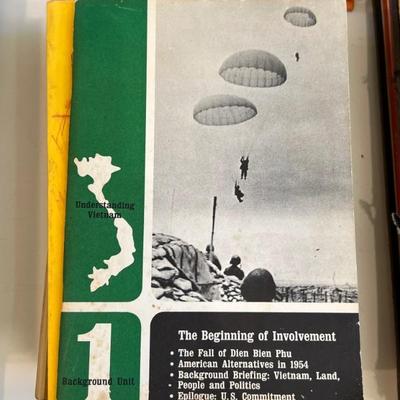 Understanding
Vietnam
1
Background Unit
The Beginning of Involvement
• The Fall of Dien Bien Phu
• American Alternatives in 1954
• Background Briefing: Vietnam, Land,
People and Politics
• Epilogue: U.S. Commitment